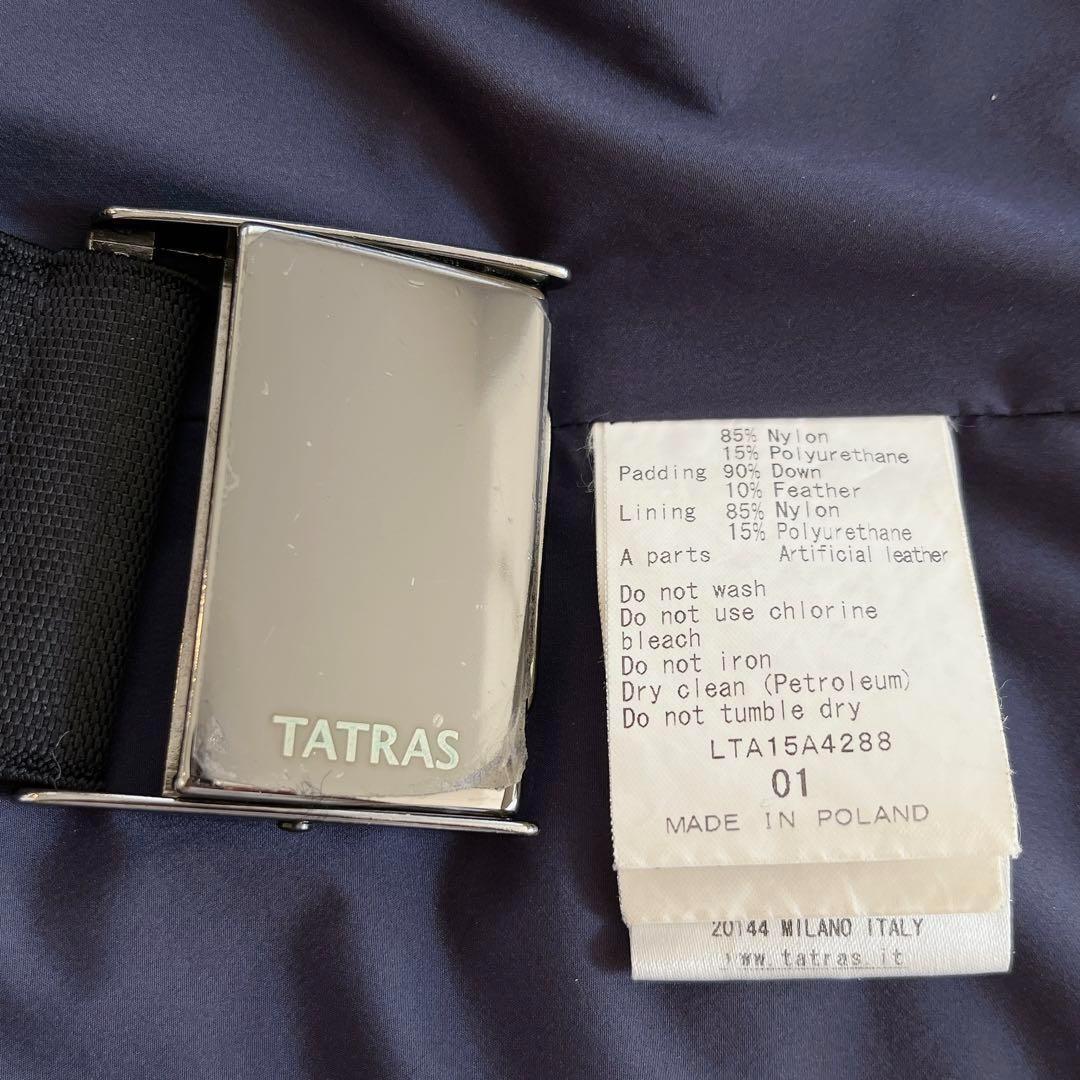 TATRAS
85% Nylon
15% Polyurethane
Padding 90% Down
10% Feather
Lining 85% Nylon
15% Polyurethane
A parts Artificial leather
Do not wash
Do not use chlorine
bleach
Do not iron
Dry clean (Petroleum)
Do not tumble dry
LTA15A4288
01
MADE IN POLAND
20144 MILANO ITALY
www.tatras.it